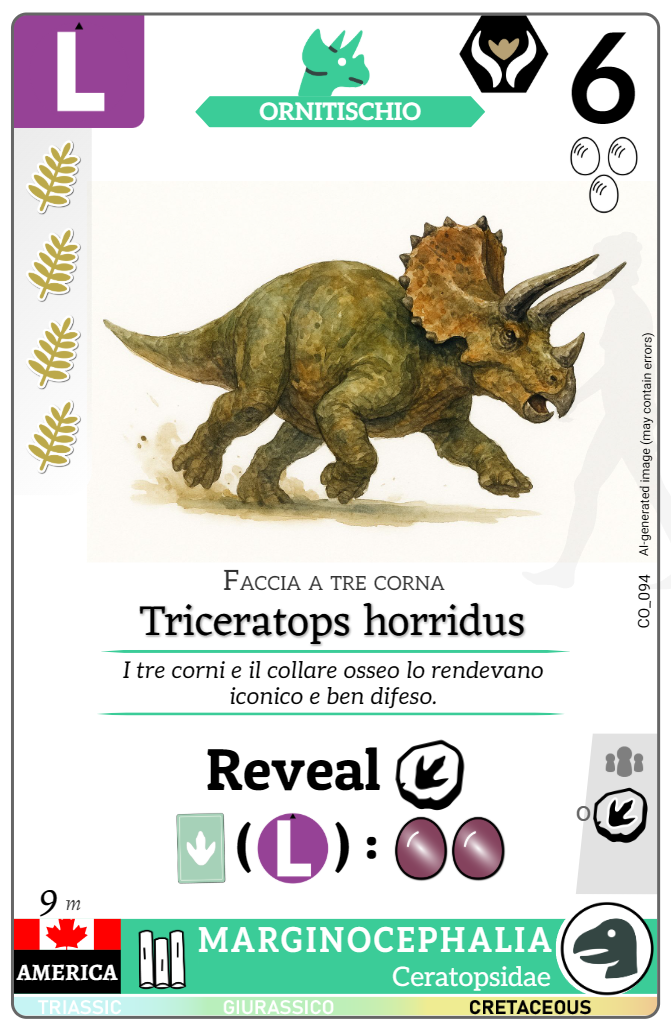 L
ORNITISCHIO
6
AI-generated image (may contain errors)
CO_094
FACCIA A TRE CORNA
Triceratops horridus
I tre corni e il collare osseo lo rendevano
iconico e ben difeso.
Reveal
( L ) :
O
9 m
AMERICA
MARGINOCEPHALIA
Ceratopsidae
TRIASSIC GIURASSICO CRETACEOUS